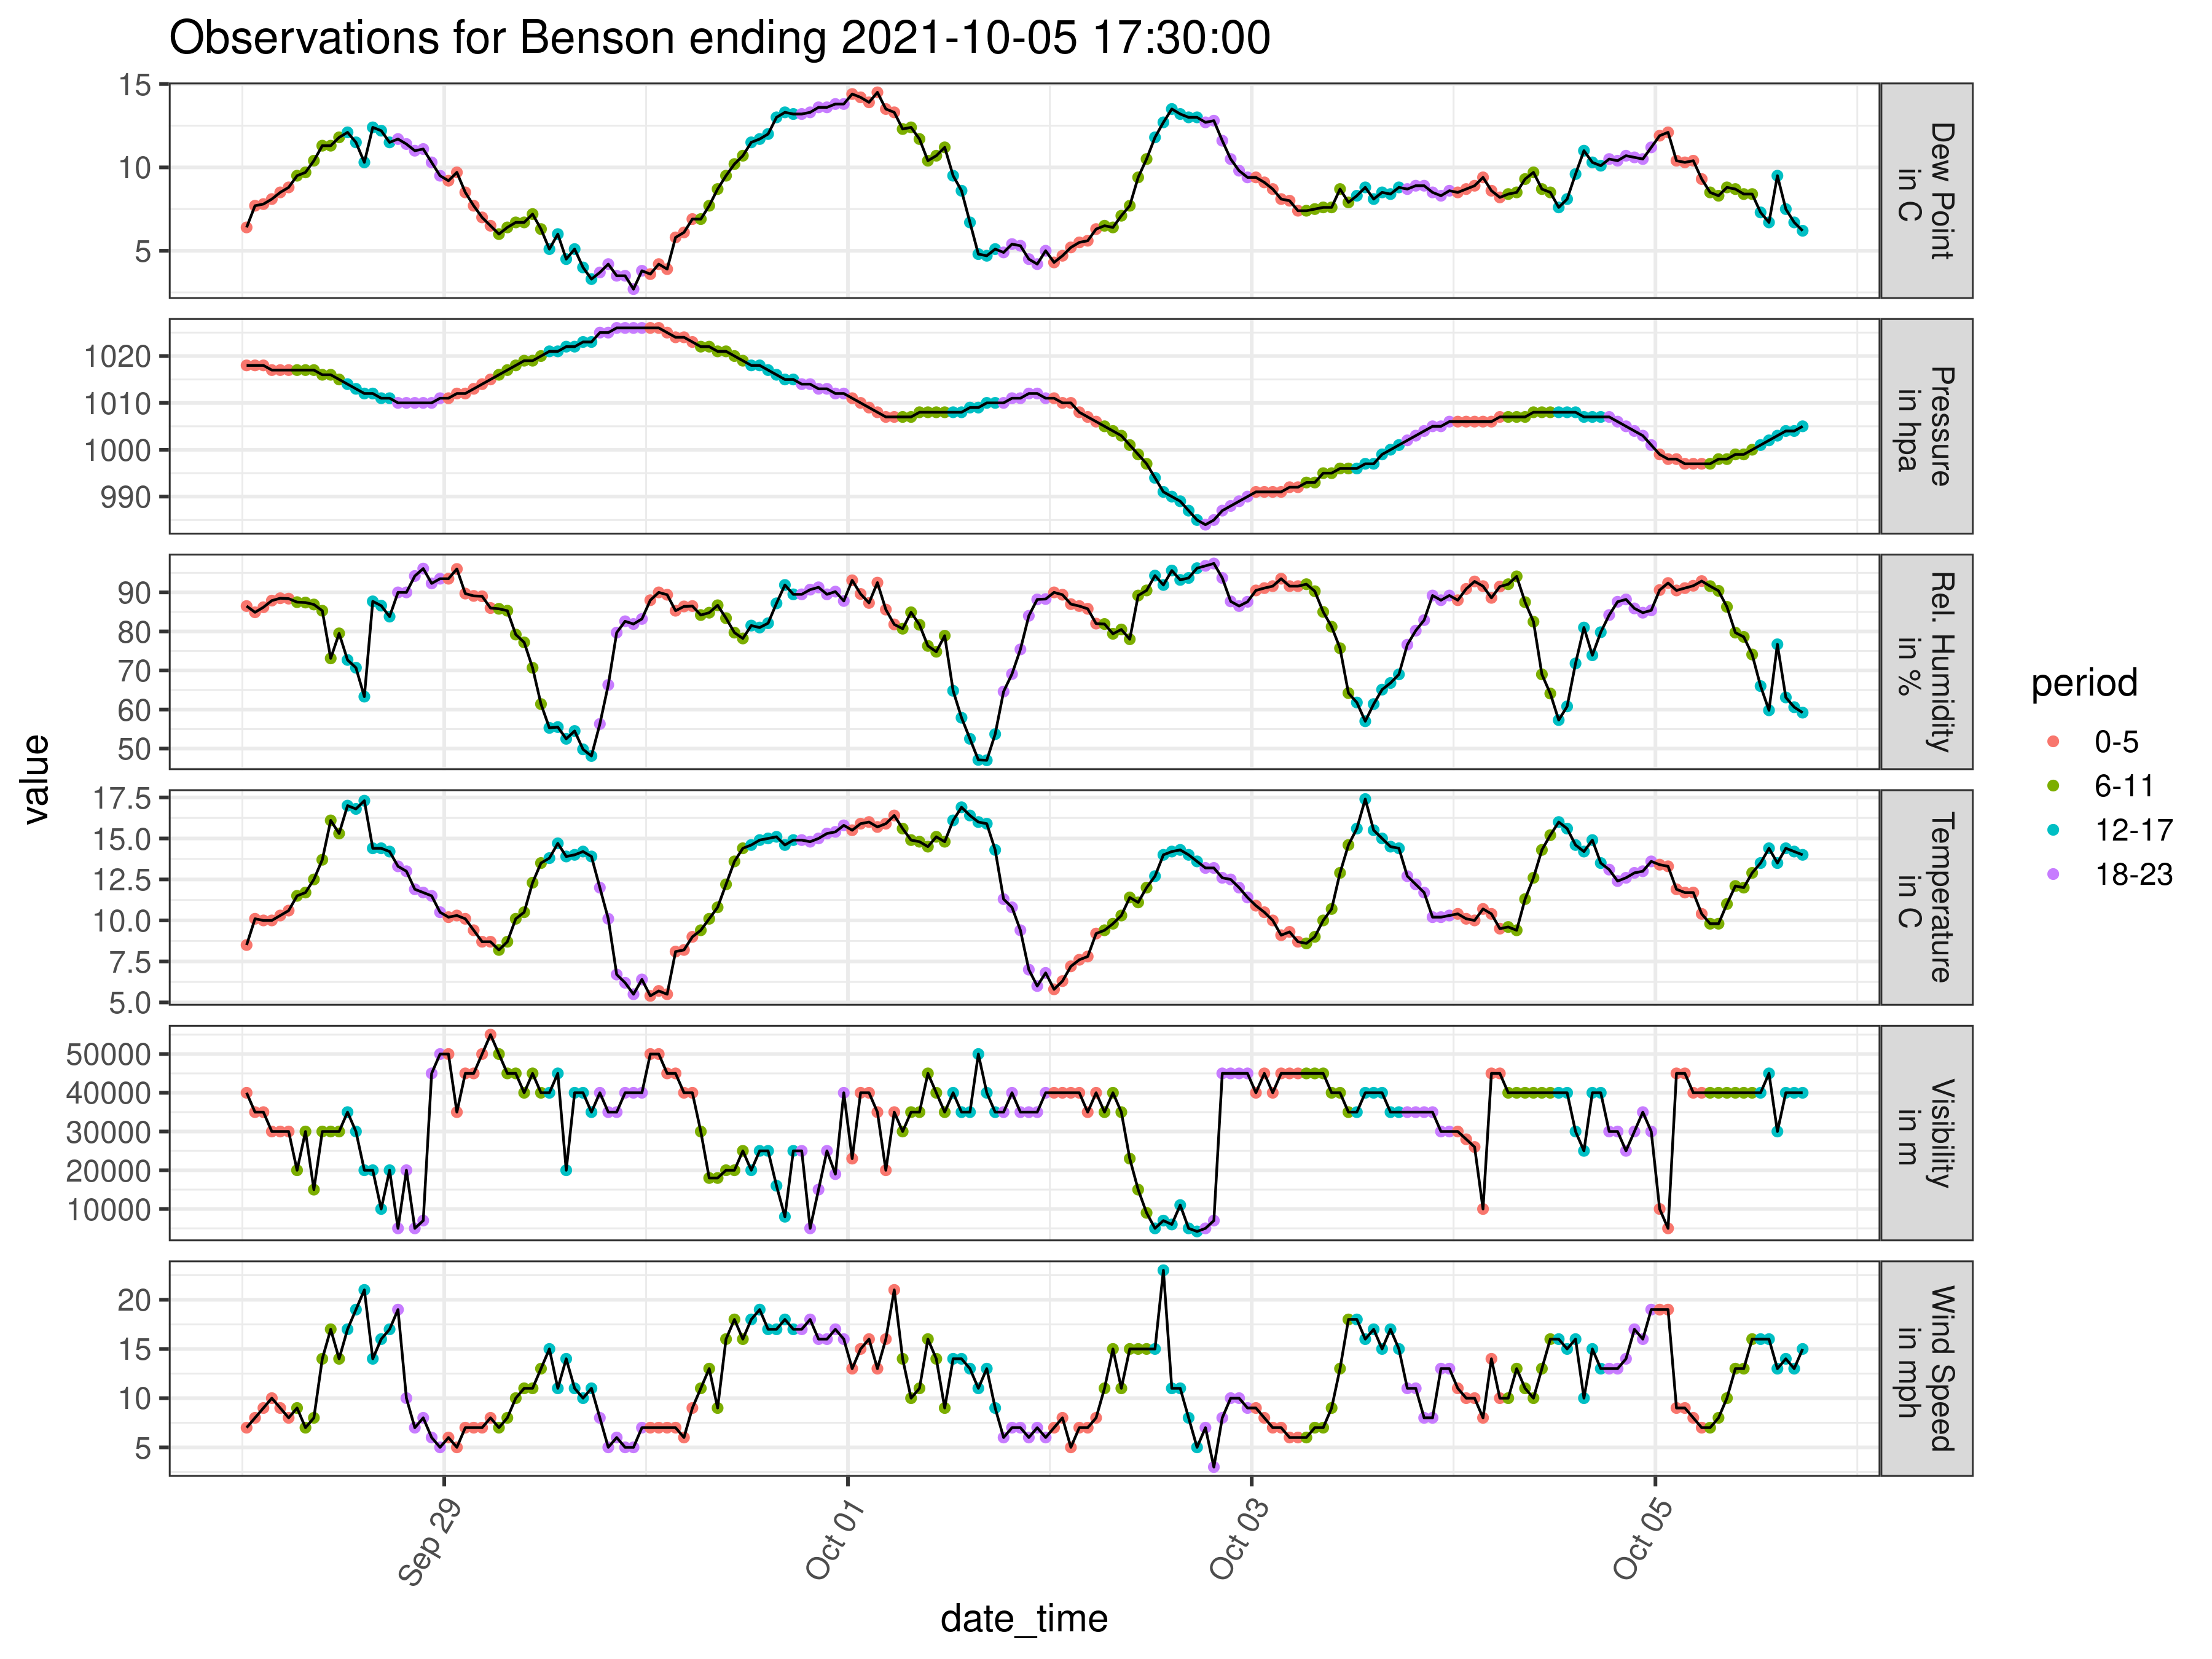 Observations for Benson ending 2021-10-05 17:30:00
value
15
10
5
Dew Point
in C
1020
1010
1000
990
Pressure
in hpa
90
80
70
60
50
Rel. Humidity
in %
17.5
15.0
12.5
10.0
7.5
5.0
Temperature
in C
50000
40000
30000
20000
10000
Visibility
in m
20
15
10
5
Wind Speed
in mph
Sep 29
Oct 01
Oct 03
Oct 05
date_time
period
0-5
6-11
12-17
18-23